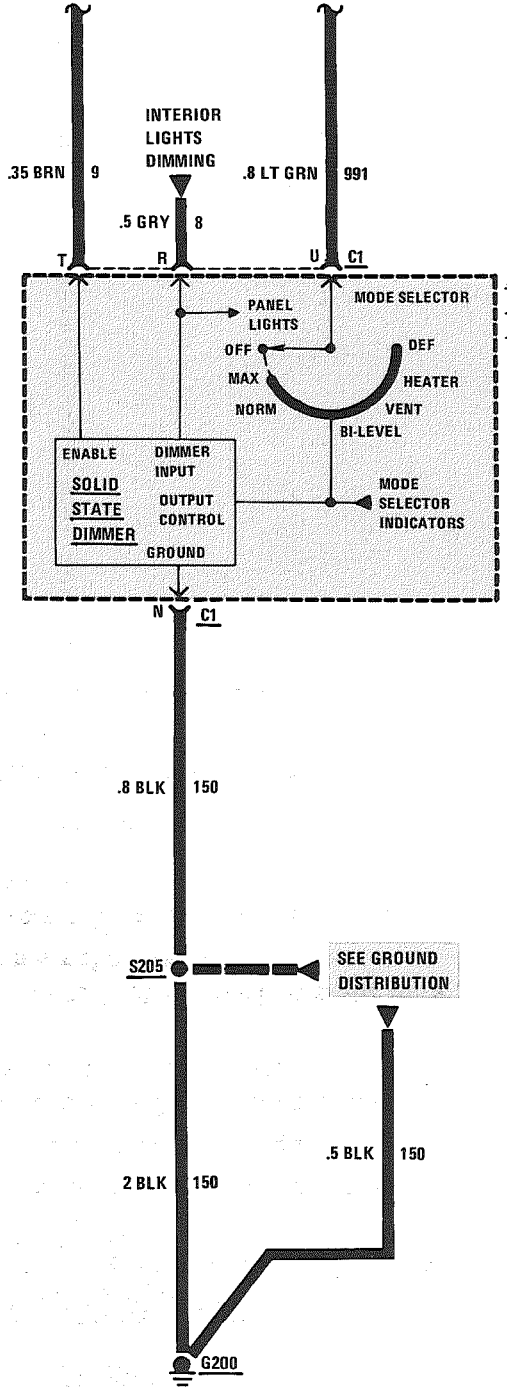 INTERIOR
LIGHTS
DIMMING
.35 BRN 9
.8 LT GRN 991
.5 GRY 8
T R U C1
PANEL
LIGHTS
MODE SELECTOR
OFF DEF
MAX HEATER
NORM VENT
BI-LEVEL
ENABLE DIMMER
INPUT
SOLID
STATE
DIMMER
OUTPUT
CONTROL
GROUND
MODE
SELECTOR
INDICATORS
N C1
.8 BLK 150
S205
SEE GROUND
DISTRIBUTION
.5 BLK 150
2 BLK 150
G200